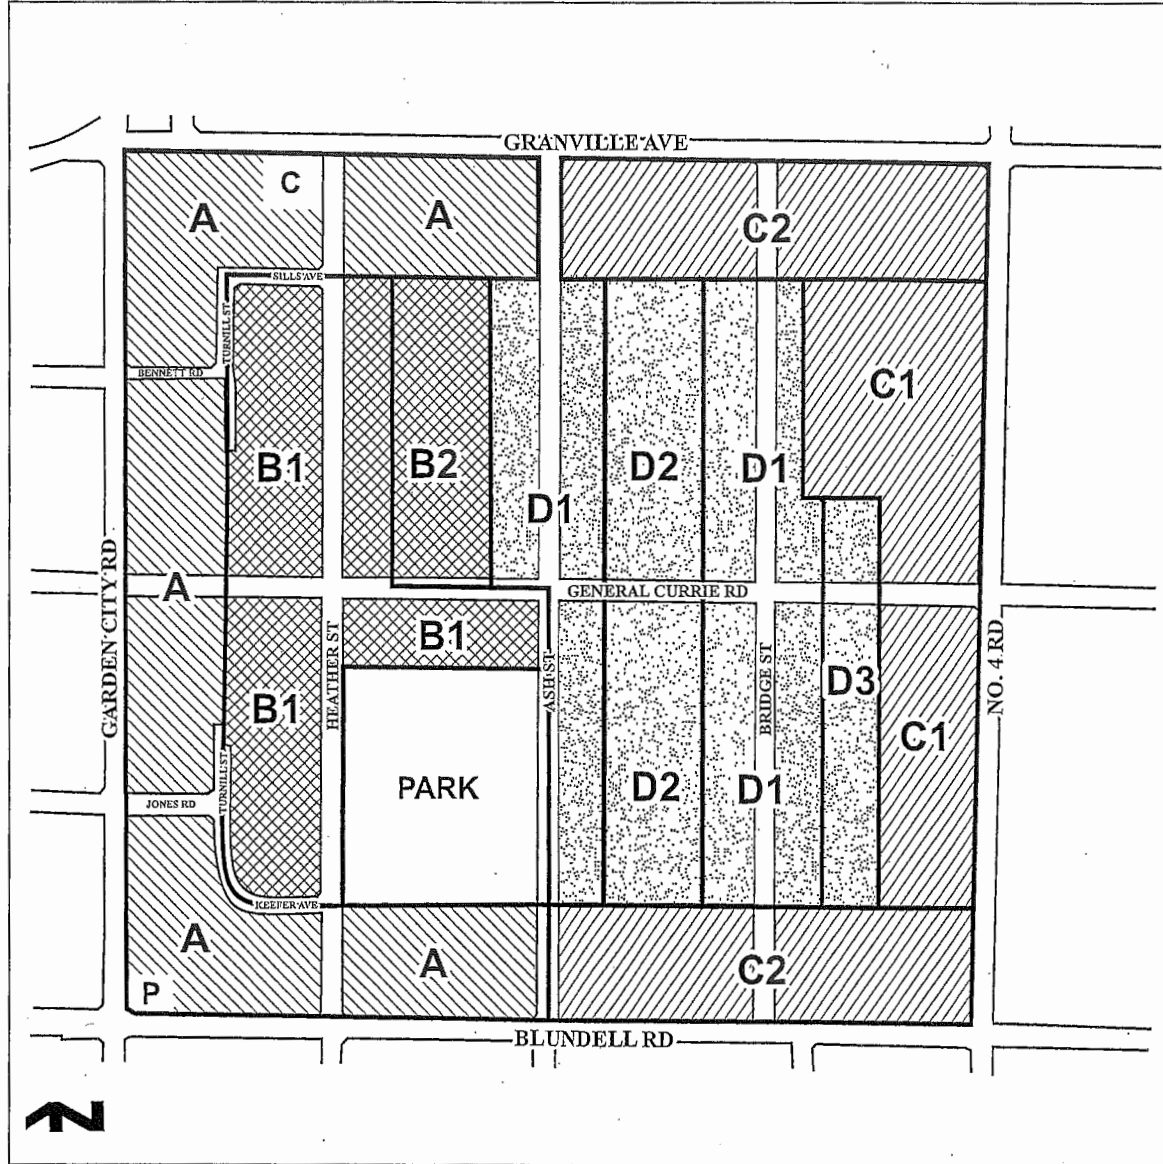 GRANVILLE AVE
C
A
A
C2
SILLS AVE
TURNILL ST
BENNETT RD
C1
B1
B2
D2
D1
D1
GARDEN CITY RD
A
GENERAL CURRIE RD
HEATHER ST
B1
ASH ST
BRIDGE ST
NO. 4 RD
D3
B1
C1
PARK
D2
D1
TURNILL ST
JONES RD
KEEFER AVE
A
A
C2
P
BLUNDELL RD
N